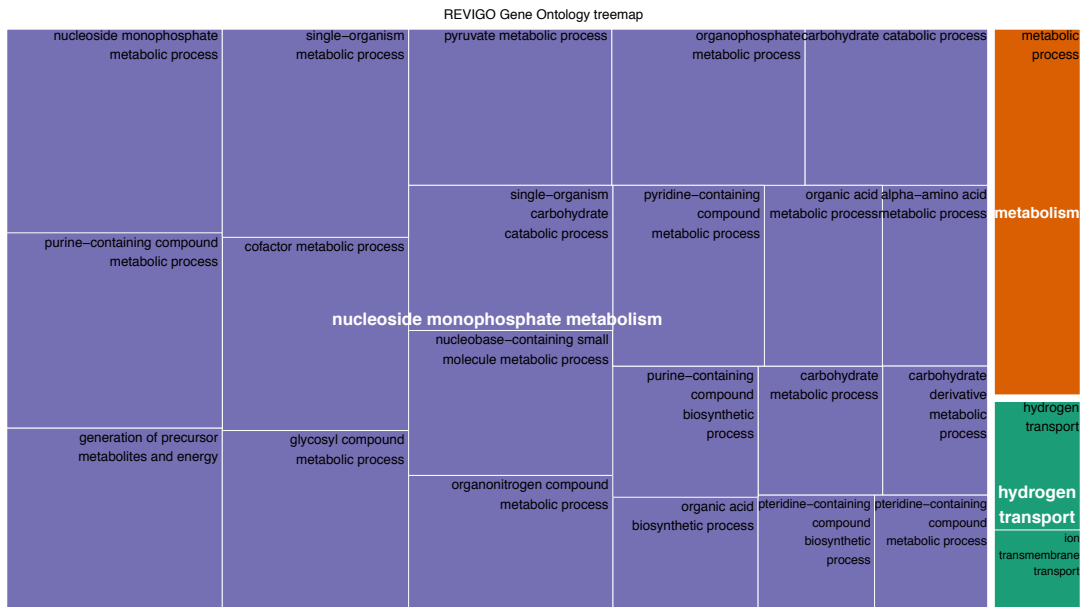 REVIGO Gene Ontology treemap
nucleoside monophosphate
metabolic process
single−organism
metabolic process
pyruvate metabolic process
organophosphate
metabolic process
carbohydrate catabolic process
metabolic
process
single−organism
carbohydrate
catabolic process
pyridine−containing
compound
metabolic process
organic acid
metabolic process
alpha−amino acid
metabolic process
metabolism
purine−containing compound
metabolic process
cofactor metabolic process
nucleoside monophosphate metabolism
nucleobase−containing small
molecule metabolic process
purine−containing
compound
biosynthetic
process
carbohydrate
metabolic process
carbohydrate
derivative
metabolic
process
hydrogen
transport
generation of precursor
metabolites and energy
glycosyl compound
metabolic process
organonitrogen compound
metabolic process
organic acid
biosynthetic process
pteridine−containing
compound
biosynthetic
process
pteridine−containing
compound
metabolic process
hydrogen
transport
ion
transmembrane
transport